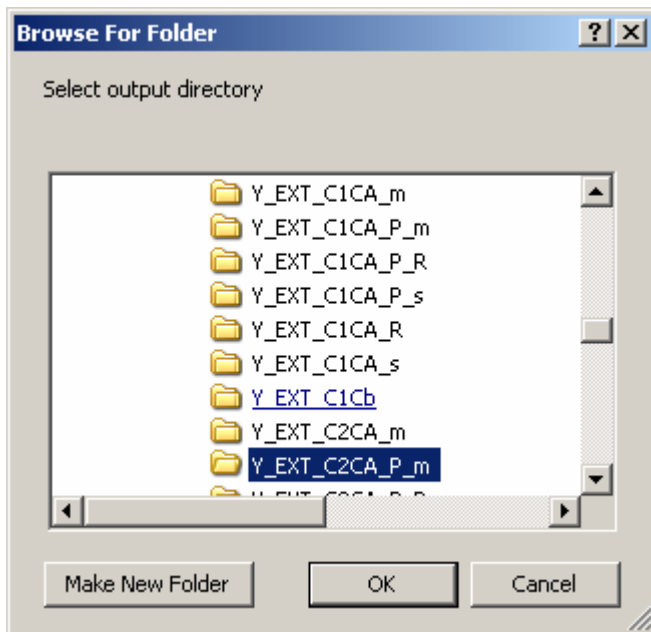 Browse For Folder
Select output directory
Y_EXT_C1CA_m
Y_EXT_C1CA_P_m
Y_EXT_C1CA_P_R
Y_EXT_C1CA_P_s
Y_EXT_C1CA_R
Y_EXT_C1CA_s
Y_EXT_C1Cb
Y_EXT_C2CA_m
Y_EXT_C2CA_P_m
Make New Folder OK Cancel